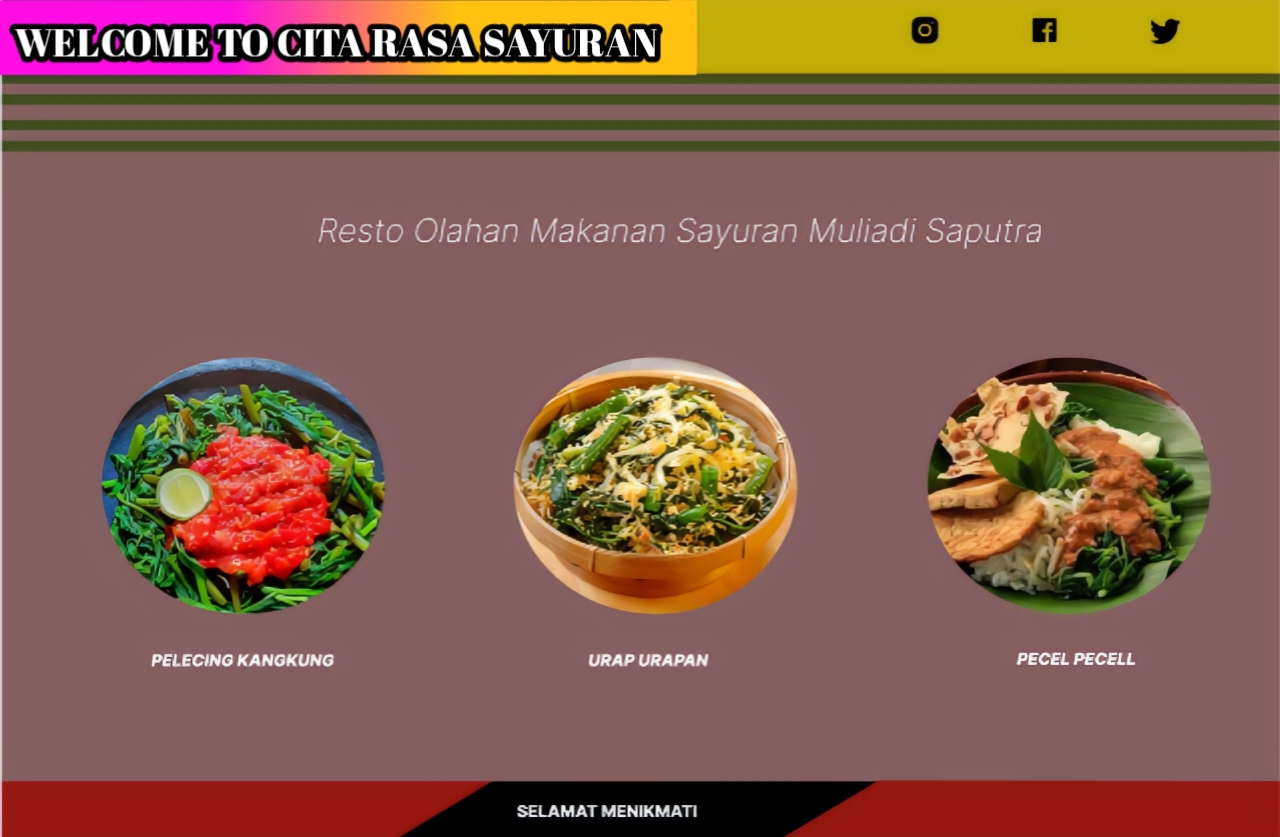 WELCOME TO CITA RASA SAYURAN
Resto Olahan Makanan Sayuran Muliadi Saputra
PELECING KANGKUNG
URAP URAPAN
PECEL PECELL
SELAMAT MENIKMATI